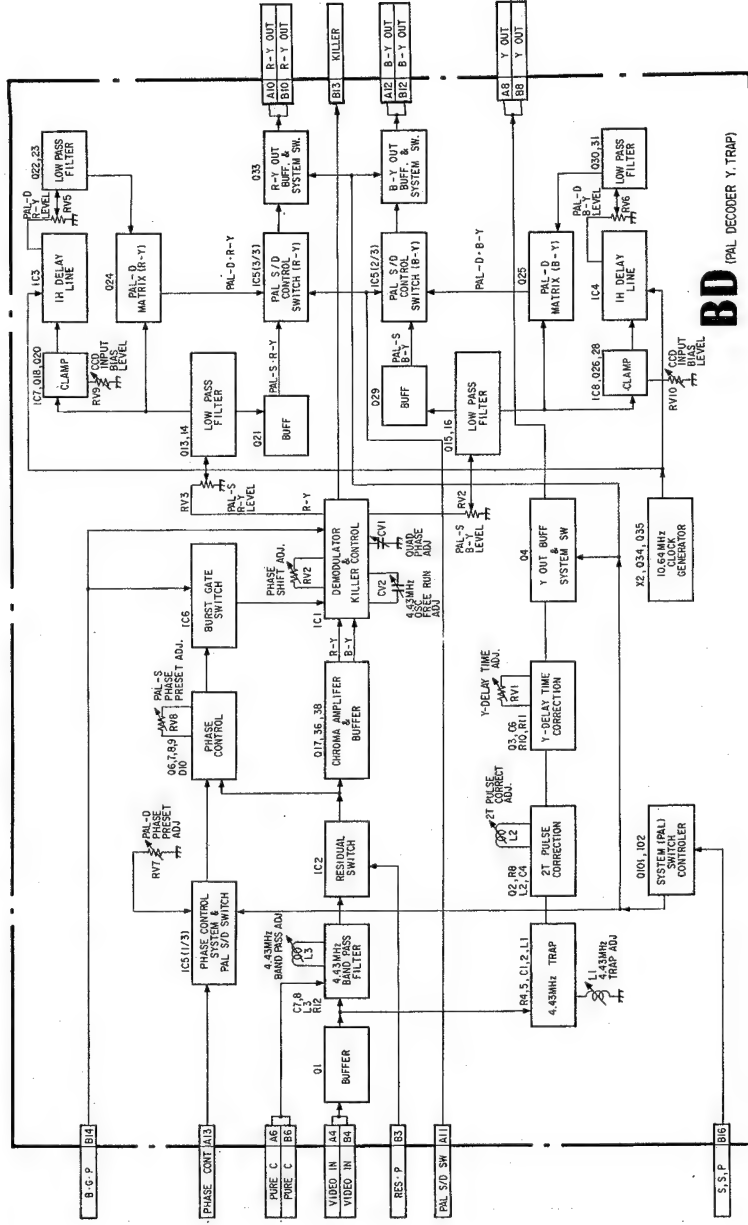 B·G·P B14
PHASE CONT A13
PURE C A6
PURE C B6
VIDEO IN A4
VIDEO IN B4
RES·P B3
PAL S/D SW A11
S,S,P B16
IC5(1/3)
PHASE CONTROL
SYSTEM &
PAL S/D SWITCH
RV7
PAL-D
PHASE
PRESET
ADJ
Q6,7,8,9
D10
PHASE
CONTROL
RV8
PAL-S
PHASE
PRESET ADJ.
IC6
BURST GATE
SWITCH
Q1
BUFFER
C7,8
L3
R12
4.43MHz
BAND PASS
FILTER
4.43MHz
BAND PASS ADJ
L3
IC2
RESIDUAL
SWITCH
Q17,36,38
CHROMA AMPLIFER
&
BUFFER
R-Y
B-Y
IC1
DEMODULATOR
&
KILLER CONTROL
PHASE
SHIFT ADJ.
RV2
CV2
4.43MHz
OSC
FREE RUN
ADJ
CV1
QUAD
PHASE
ADJ
R-Y
RV3
PAL-S
R-Y
LEVEL
RV2
PAL-S
B-Y
LEVEL
R4,5,C1,2,L1
4.43MHz TRAP
L1
4.43MHz
TRAP ADJ
Q2,R8
L2,C4
2T PULSE
CORRECTION
2T PULSE
CORRECT
ADJ.
L2
Q3,C6
R10,R11
Y-DELAY TIME
CORRECTION
Y-DELAY TIME ADJ.
RV1
Q4
Y OUT BUFF
&
SYSTEM SW
Q101,102
SYSTEM (PAL)
SWITCH
CONTROLER
X2,Q34,Q35
10.64MHz
CLOCK
GENERATOR
IC7,Q18,Q20
CLAMP
RV9
CCD
INPUT
BIAS
LEVEL
IC3
1H DELAY
LINE
PAL-D
R-Y
LEVEL
RV5
Q22,23
LOW PASS
FILTER
Q24
PAL-D
MATRIX (R-Y)
PAL-D·R-Y
Q13,14
LOW PASS
FILTER
Q21
BUFF
PAL-S·R-Y
IC5(3/3)
PAL S/D
CONTROL
SWITCH (R-Y)
Q33
R-Y OUT
BUFF. &
SYSTEM SW.
IC5(2/3)
PAL S/D
CONTROL
SWITCH (B-Y)
B-Y OUT
BUFF. &
SYSTEM SW.
Q29
BUFF
PAL-S
B-Y
Q15,16
LOW PASS
FILTER
PAL-D·B-Y
Q25
PAL-D
MATRIX (B-Y)
IC8,Q26,28
CLAMP
RV10
CCD
INPUT
BIAS
LEVEL
IC4
1H DELAY
LINE
PAL-D
B-Y
LEVEL
RV6
Q30,31
LOW PASS
FILTER
A10 R-Y OUT
B10 R-Y OUT
B13 KILLER
A12 B-Y OUT
B12 B-Y OUT
A8 Y OUT
B8 Y OUT
BD (PAL DECODER Y. TRAP)